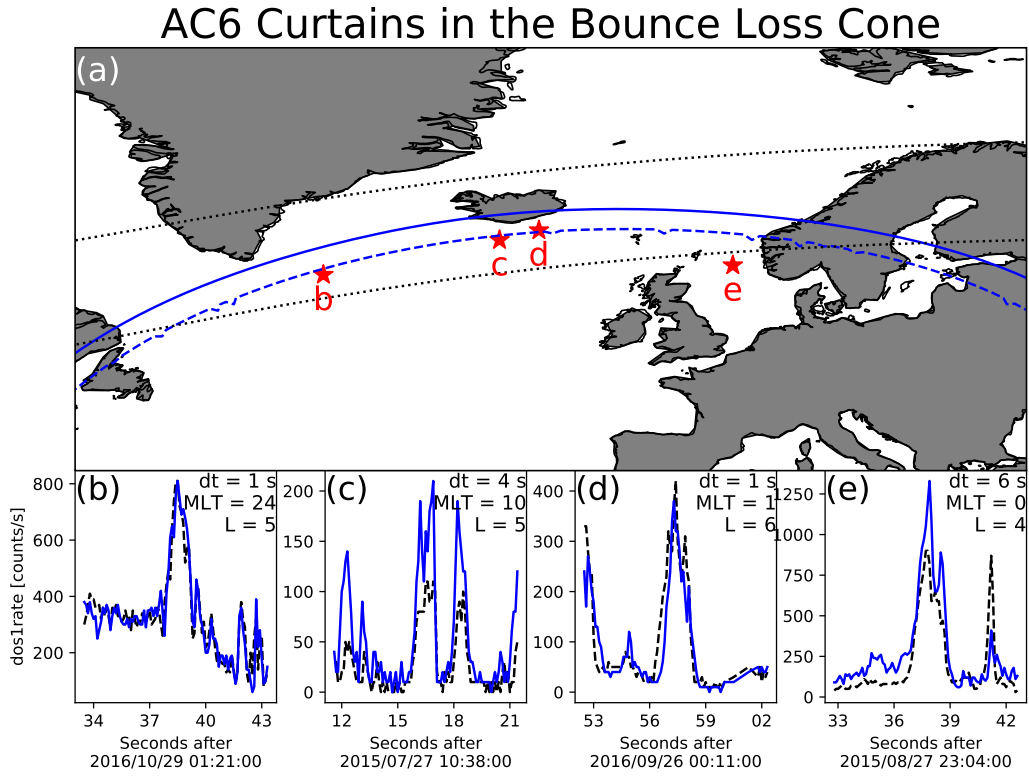 AC6 Curtains in the Bounce Loss Cone
(a)
b
c
d
e
dos1rate [counts/s]
(b)
dt = 1 s
MLT = 24
L = 5
800
600
400
200
34 37 40 43
Seconds after
2016/10/29 01:21:00
(c)
dt = 4 s
MLT = 10
L = 5
200
150
100
50
0
12 15 18 21
Seconds after
2015/07/27 10:38:00
(d)
dt = 1 s
MLT = 1
L = 6
400
300
200
100
0
53 56 59 02
Seconds after
2016/09/26 00:11:00
(e)
dt = 6 s
MLT = 0
L = 4
1250
1000
750
500
250
0
33 36 39 42
Seconds after
2015/08/27 23:04:00